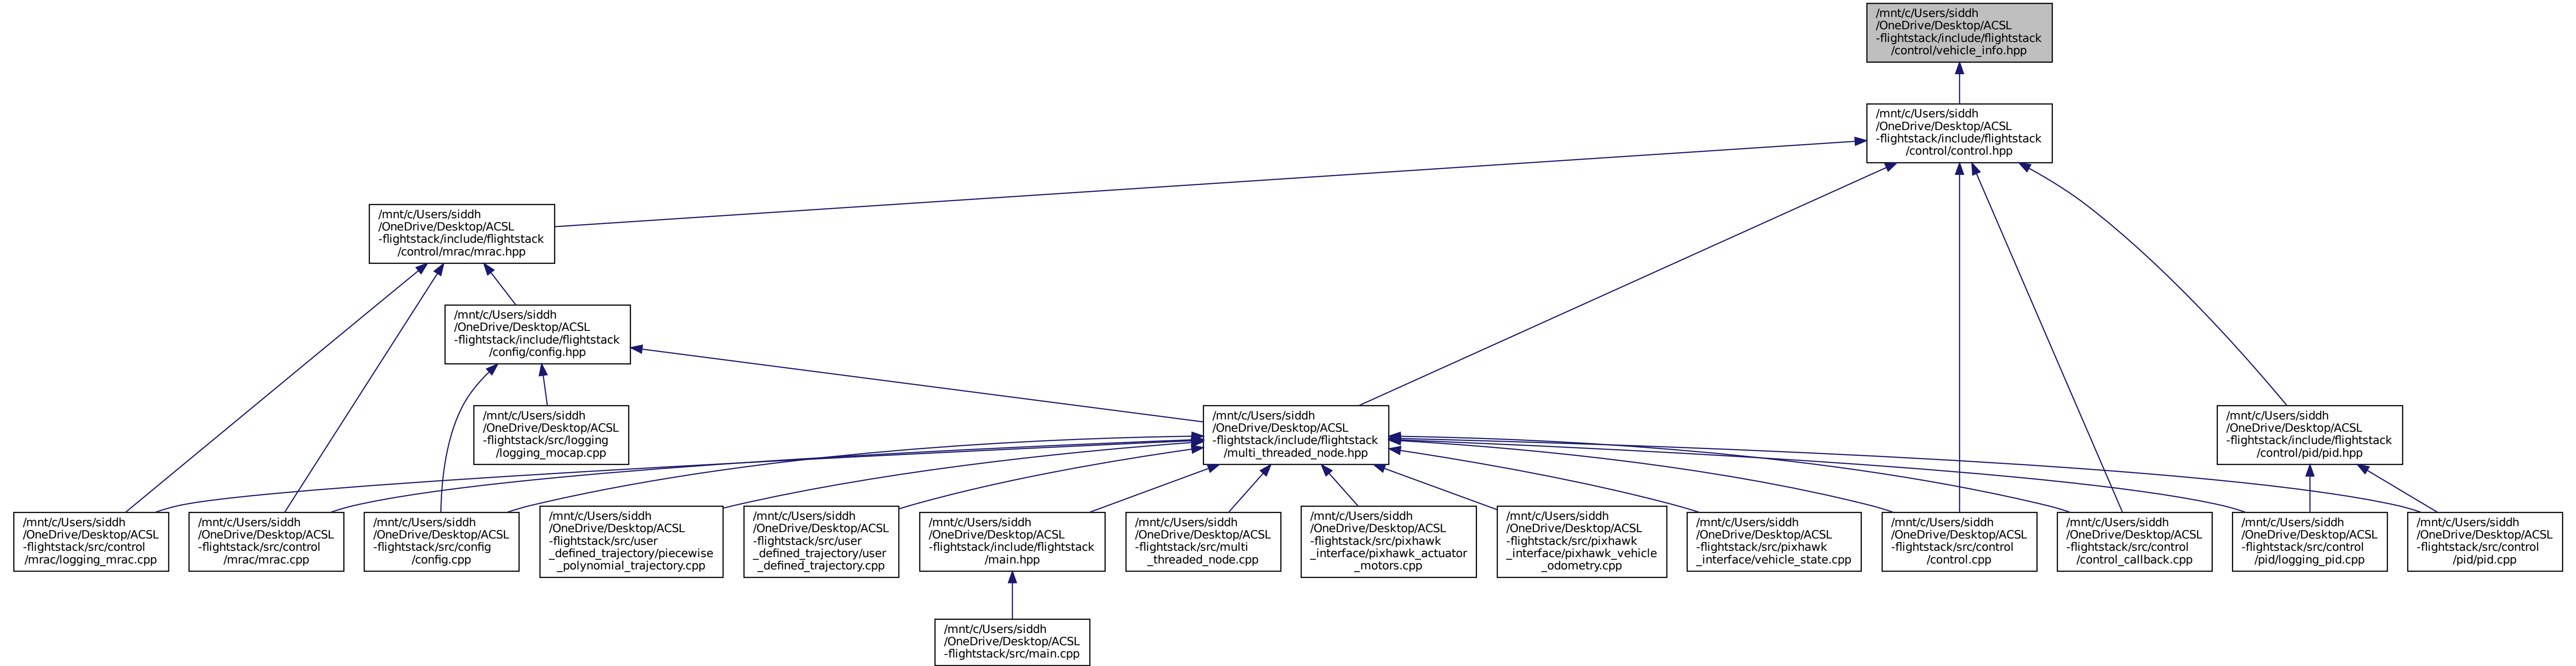 /mnt/c/Users/siddh
/OneDrive/Desktop/ACSL
-flightstack/include/flightstack
/control/vehicle_info.hpp
/mnt/c/Users/siddh
/OneDrive/Desktop/ACSL
-flightstack/include/flightstack
/control/control.hpp
/mnt/c/Users/siddh
/OneDrive/Desktop/ACSL
-flightstack/include/flightstack
/control/mrac/mrac.hpp
/mnt/c/Users/siddh
/OneDrive/Desktop/ACSL
-flightstack/include/flightstack
/config/config.hpp
/mnt/c/Users/siddh
/OneDrive/Desktop/ACSL
-flightstack/src/logging
/logging_mocap.cpp
/mnt/c/Users/siddh
/OneDrive/Desktop/ACSL
-flightstack/include/flightstack
/multi_threaded_node.hpp
/mnt/c/Users/siddh
/OneDrive/Desktop/ACSL
-flightstack/include/flightstack
/control/pid/pid.hpp
/mnt/c/Users/siddh
/OneDrive/Desktop/ACSL
-flightstack/src/control
/mrac/logging_mrac.cpp
/mnt/c/Users/siddh
/OneDrive/Desktop/ACSL
-flightstack/src/control
/mrac/mrac.cpp
/mnt/c/Users/siddh
/OneDrive/Desktop/ACSL
-flightstack/src/config
/config.cpp
/mnt/c/Users/siddh
/OneDrive/Desktop/ACSL
-flightstack/src/user
_defined_trajectory/piecewise
_polynomial_trajectory.cpp
/mnt/c/Users/siddh
/OneDrive/Desktop/ACSL
-flightstack/src/user
_defined_trajectory/user
_defined_trajectory.cpp
/mnt/c/Users/siddh
/OneDrive/Desktop/ACSL
-flightstack/include/flightstack
/main.hpp
/mnt/c/Users/siddh
/OneDrive/Desktop/ACSL
-flightstack/src/multi
_threaded_node.cpp
/mnt/c/Users/siddh
/OneDrive/Desktop/ACSL
-flightstack/src/pixhawk
_interface/pixhawk_actuator
_motors.cpp
/mnt/c/Users/siddh
/OneDrive/Desktop/ACSL
-flightstack/src/pixhawk
_interface/pixhawk_vehicle
_odometry.cpp
/mnt/c/Users/siddh
/OneDrive/Desktop/ACSL
-flightstack/src/pixhawk
_interface/vehicle_state.cpp
/mnt/c/Users/siddh
/OneDrive/Desktop/ACSL
-flightstack/src/control
/control.cpp
/mnt/c/Users/siddh
/OneDrive/Desktop/ACSL
-flightstack/src/control
/control_callback.cpp
/mnt/c/Users/siddh
/OneDrive/Desktop/ACSL
-flightstack/src/control
/pid/logging_pid.cpp
/mnt/c/Users/siddh
/OneDrive/Desktop/ACSL
-flightstack/src/control
/pid/pid.cpp
/mnt/c/Users/siddh
/OneDrive/Desktop/ACSL
-flightstack/src/main.cpp